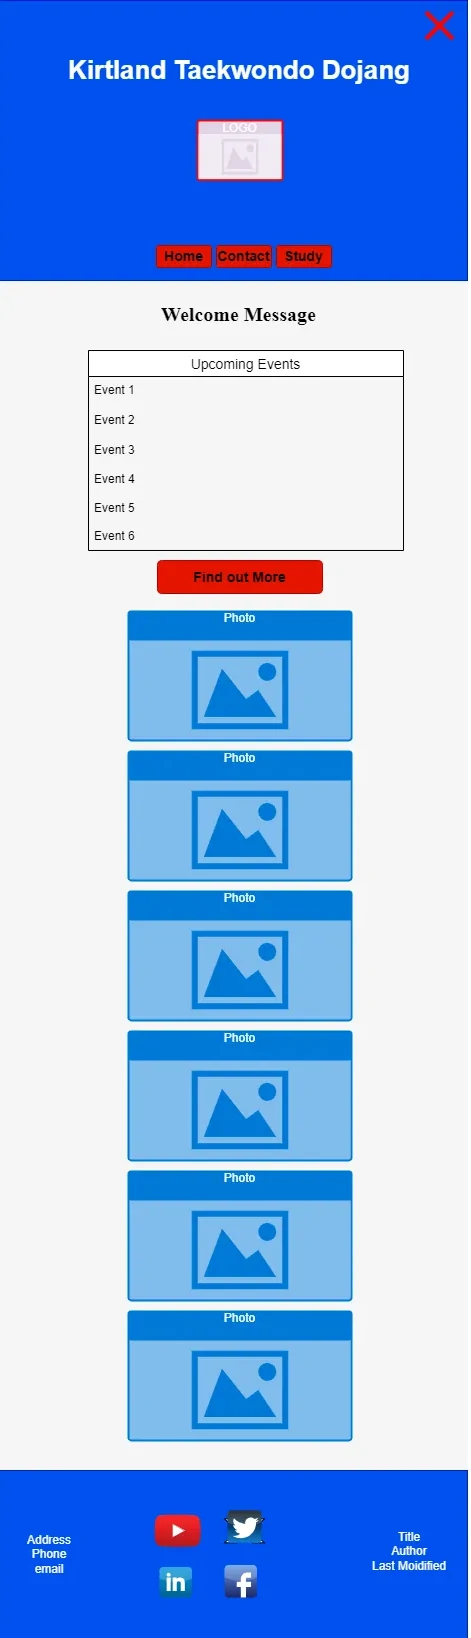 Kirtland Taekwondo Dojang
LOGO
Home Contact Study
Welcome Message
Upcoming Events
Event 1
Event 2
Event 3
Event 4
Event 5
Event 6
Find out More
Photo
Photo
Photo
Photo
Photo
Photo
Address
Phone
email
in
f
Title
Author
Last Moidified